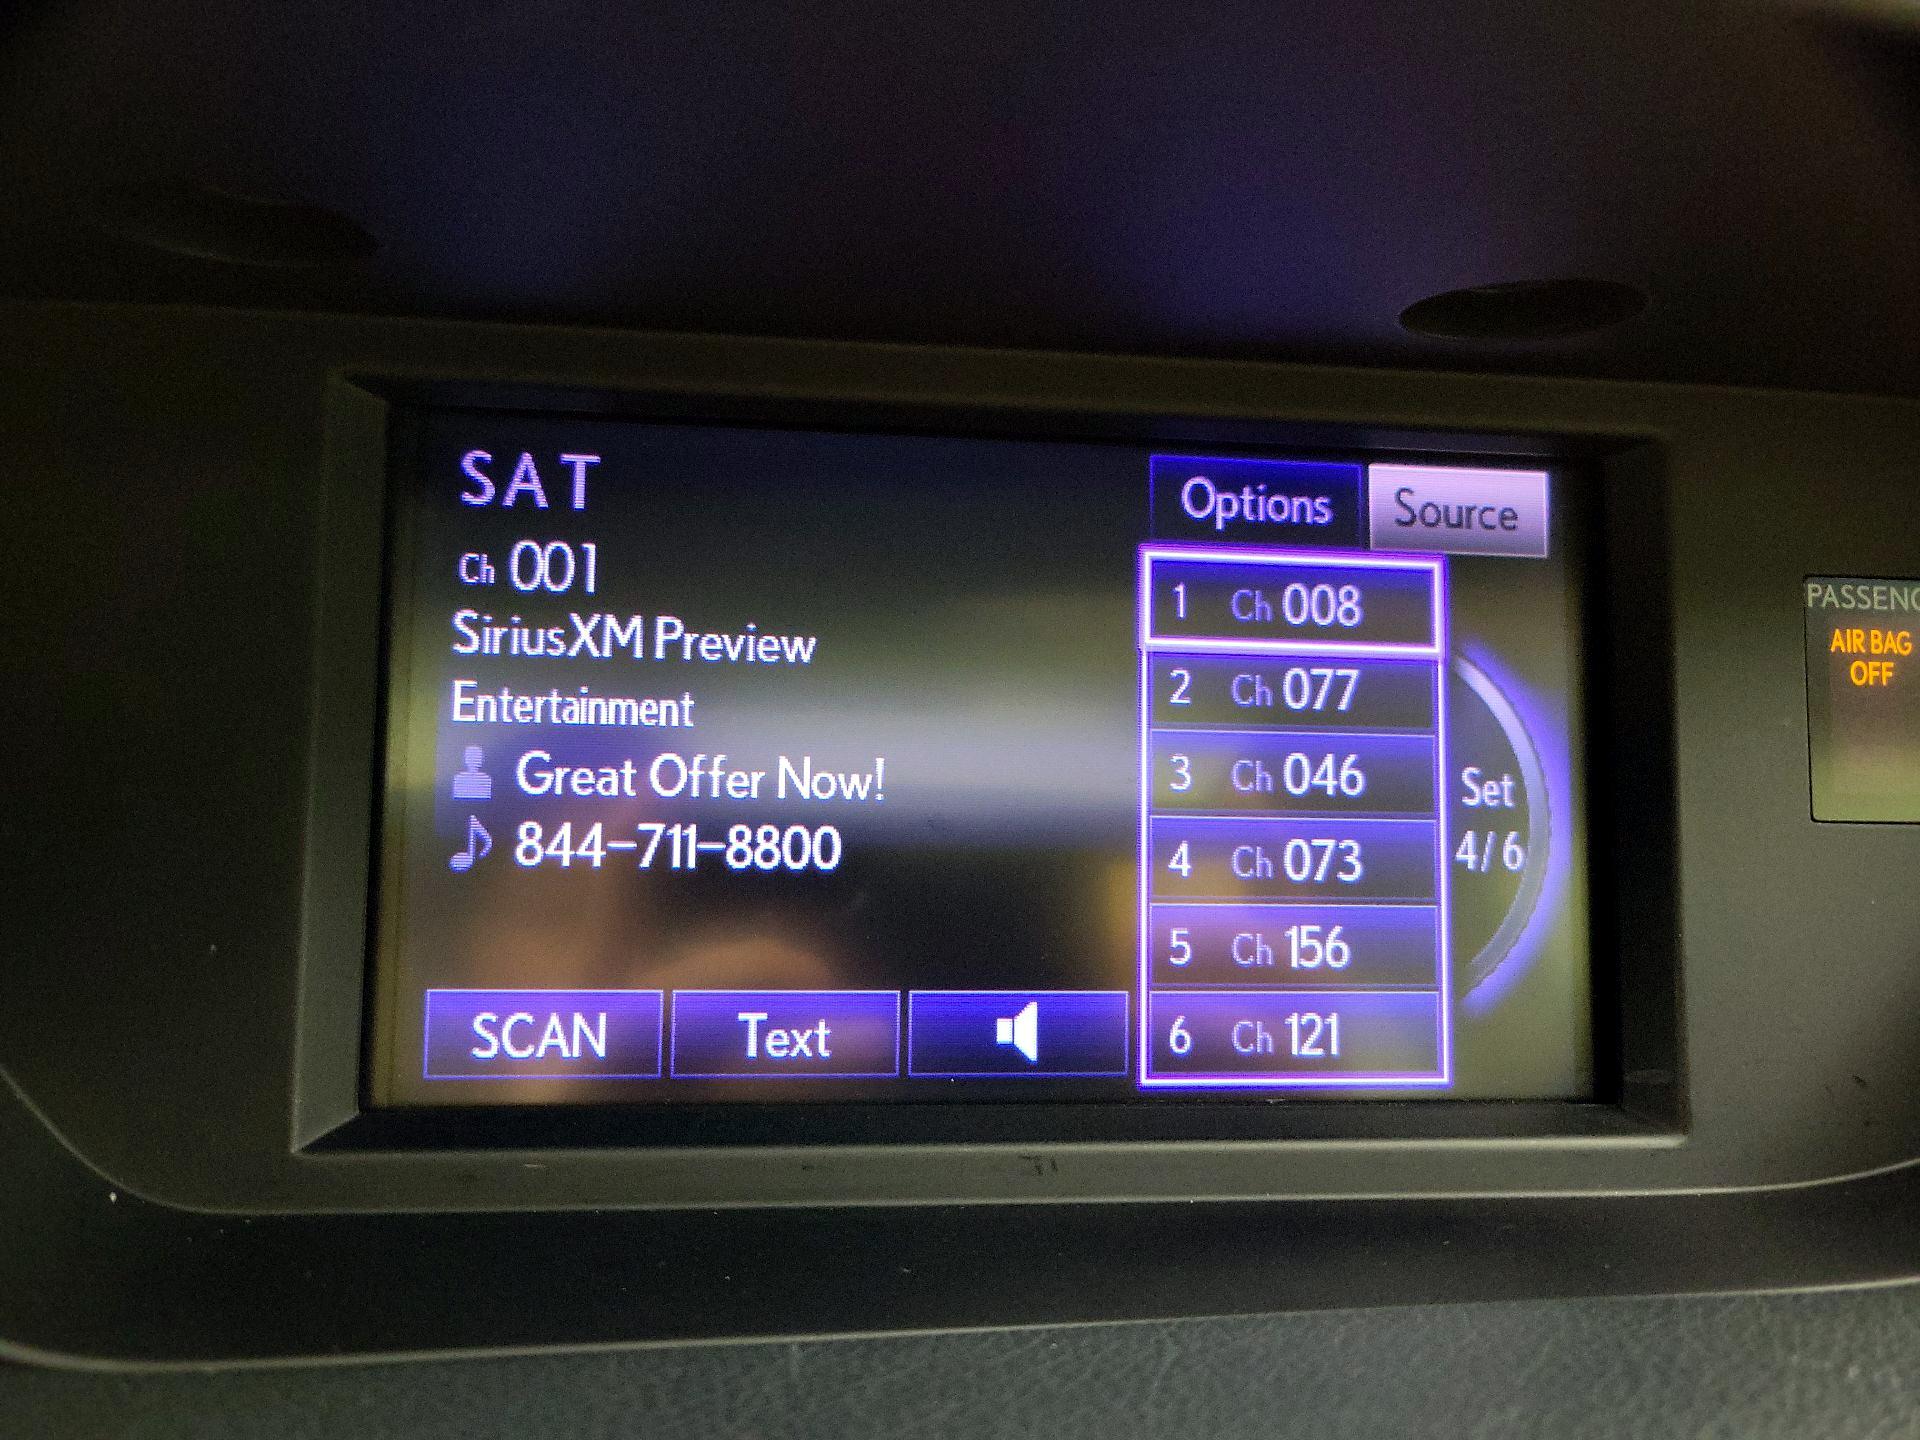 SAT
Options
Source
Ch 001
SiriusXM Preview
Entertainment
Great Offer Now!
844-711-8800
1 Ch 008
2 Ch 077
3 Ch 046
4 Ch 073
5 Ch 156
6 Ch 121
Set
4/6
SCAN
Text
AIR BAG
OFF